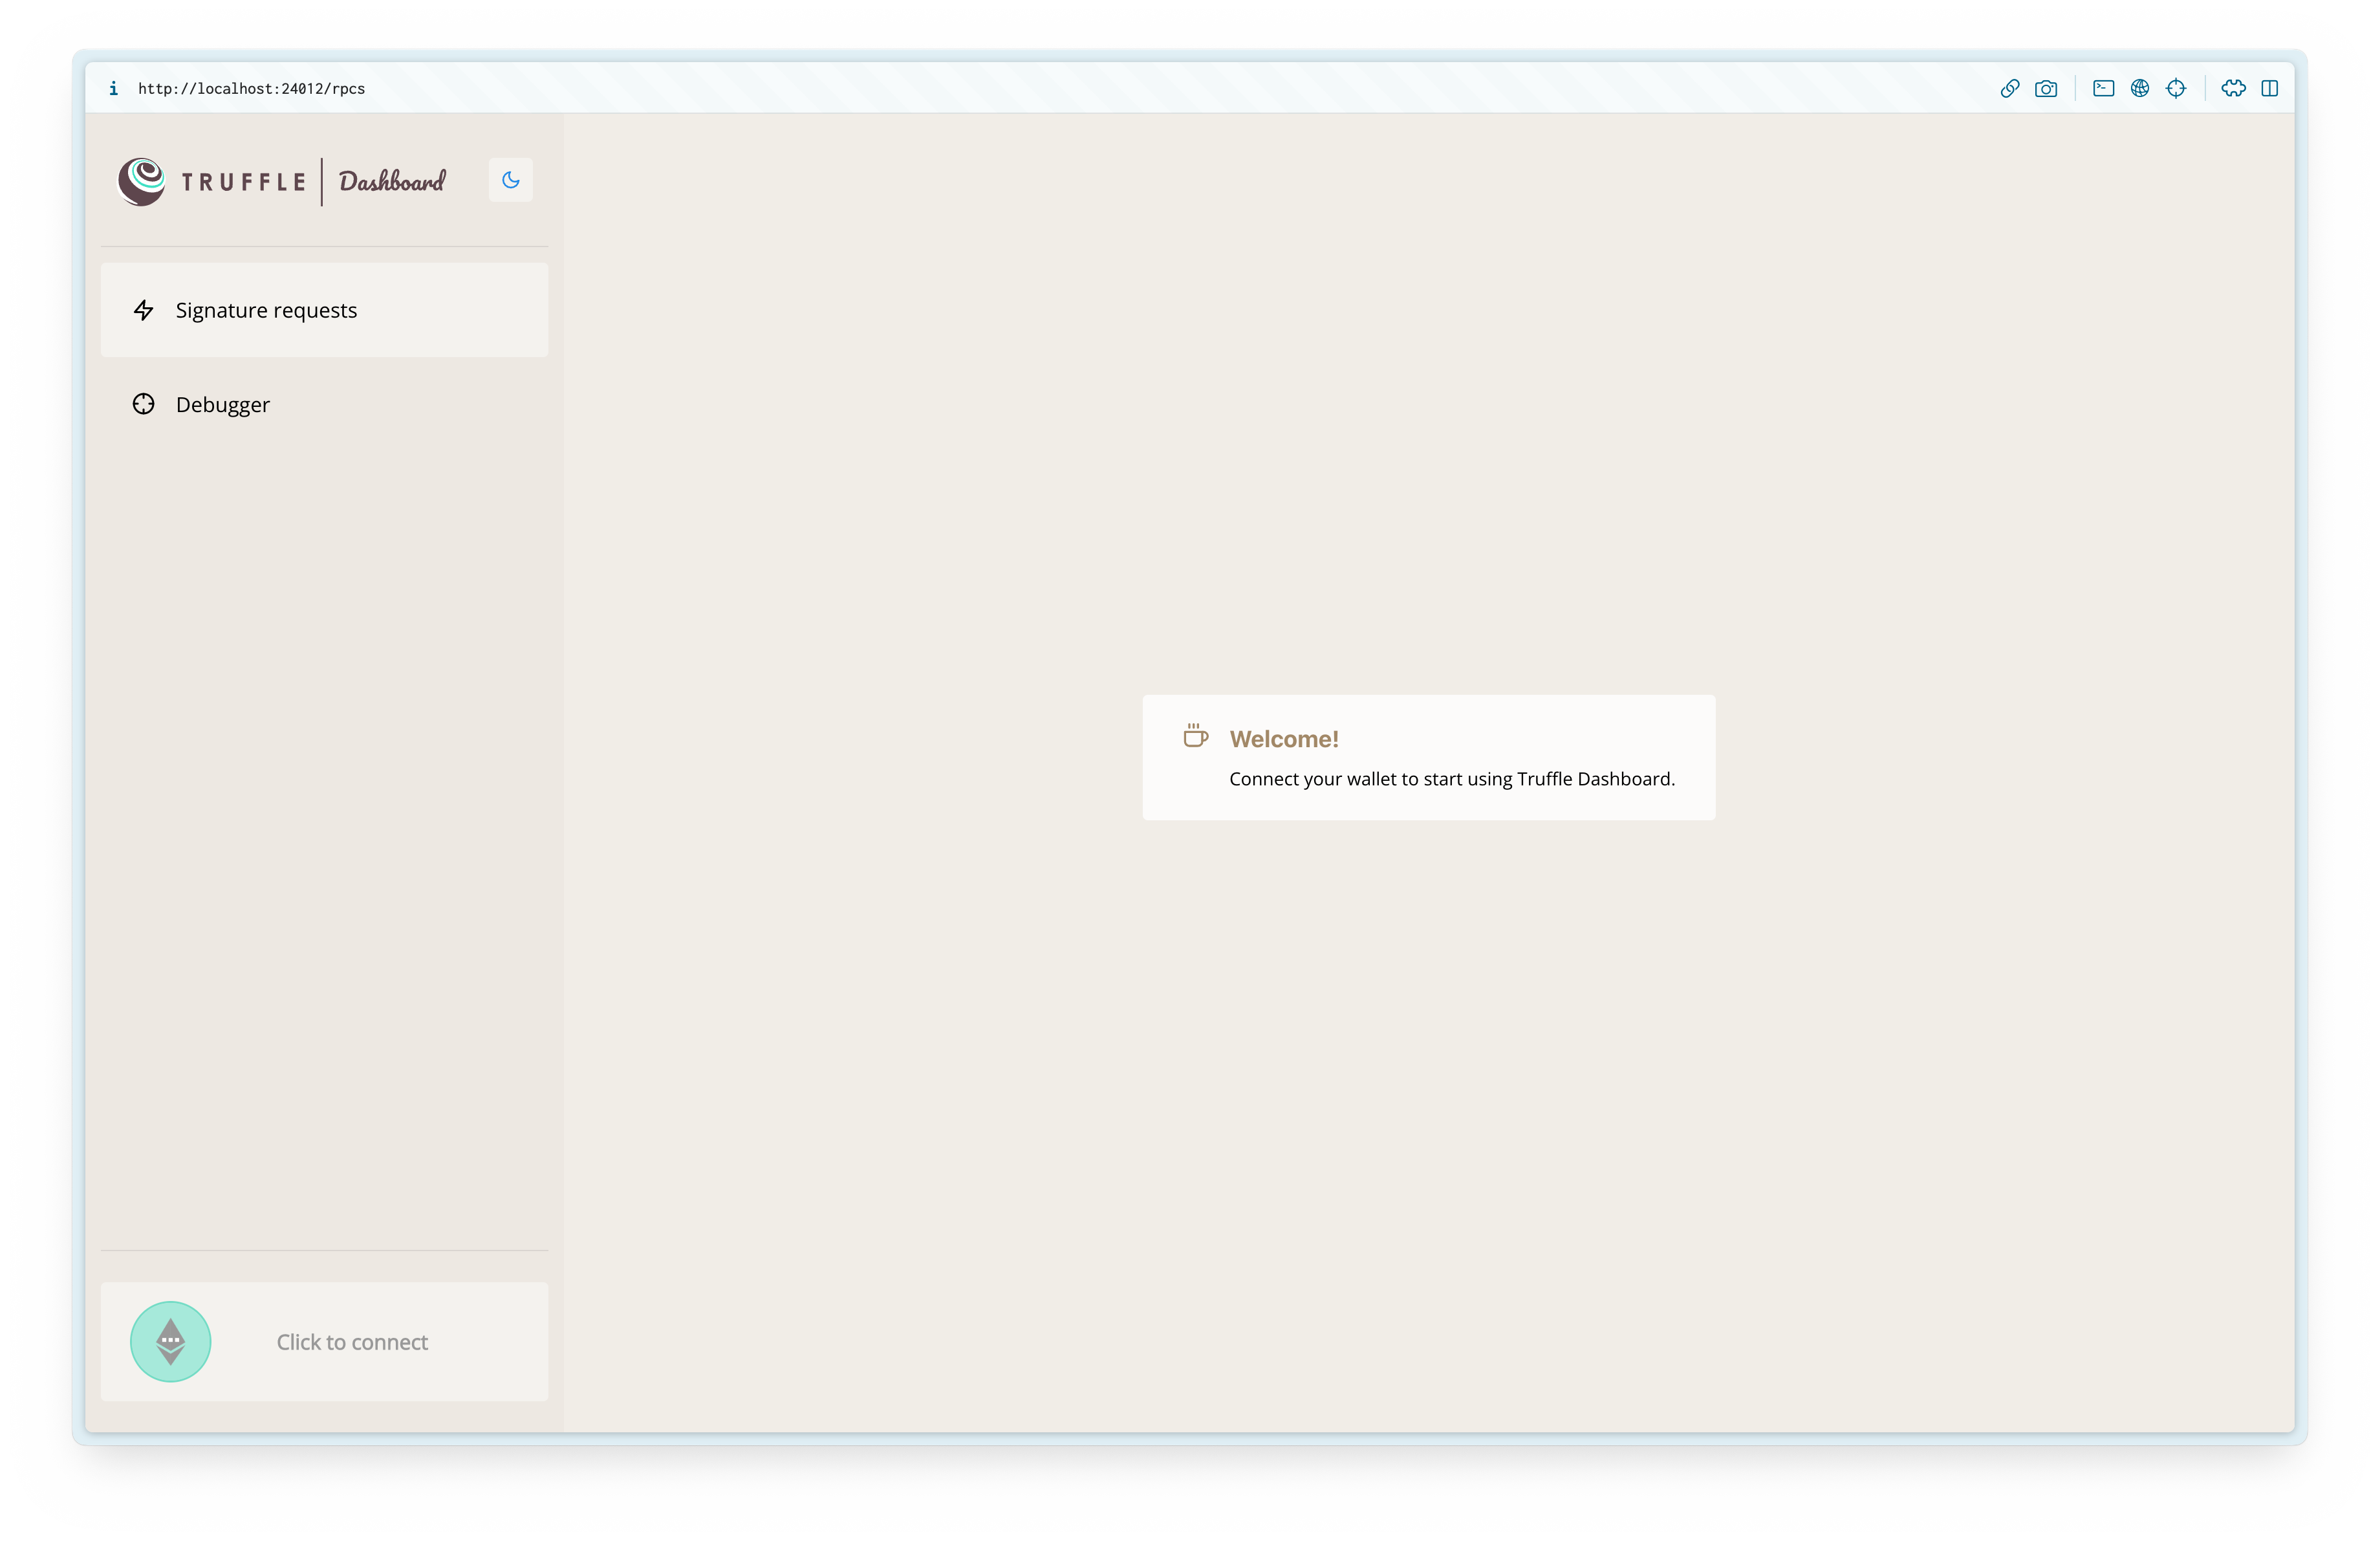 i http://localhost:24012/rpcs
TRUFFLE Dashboard
Signature requests
Debugger
Welcome!
Connect your wallet to start using Truffle Dashboard.
Click to connect